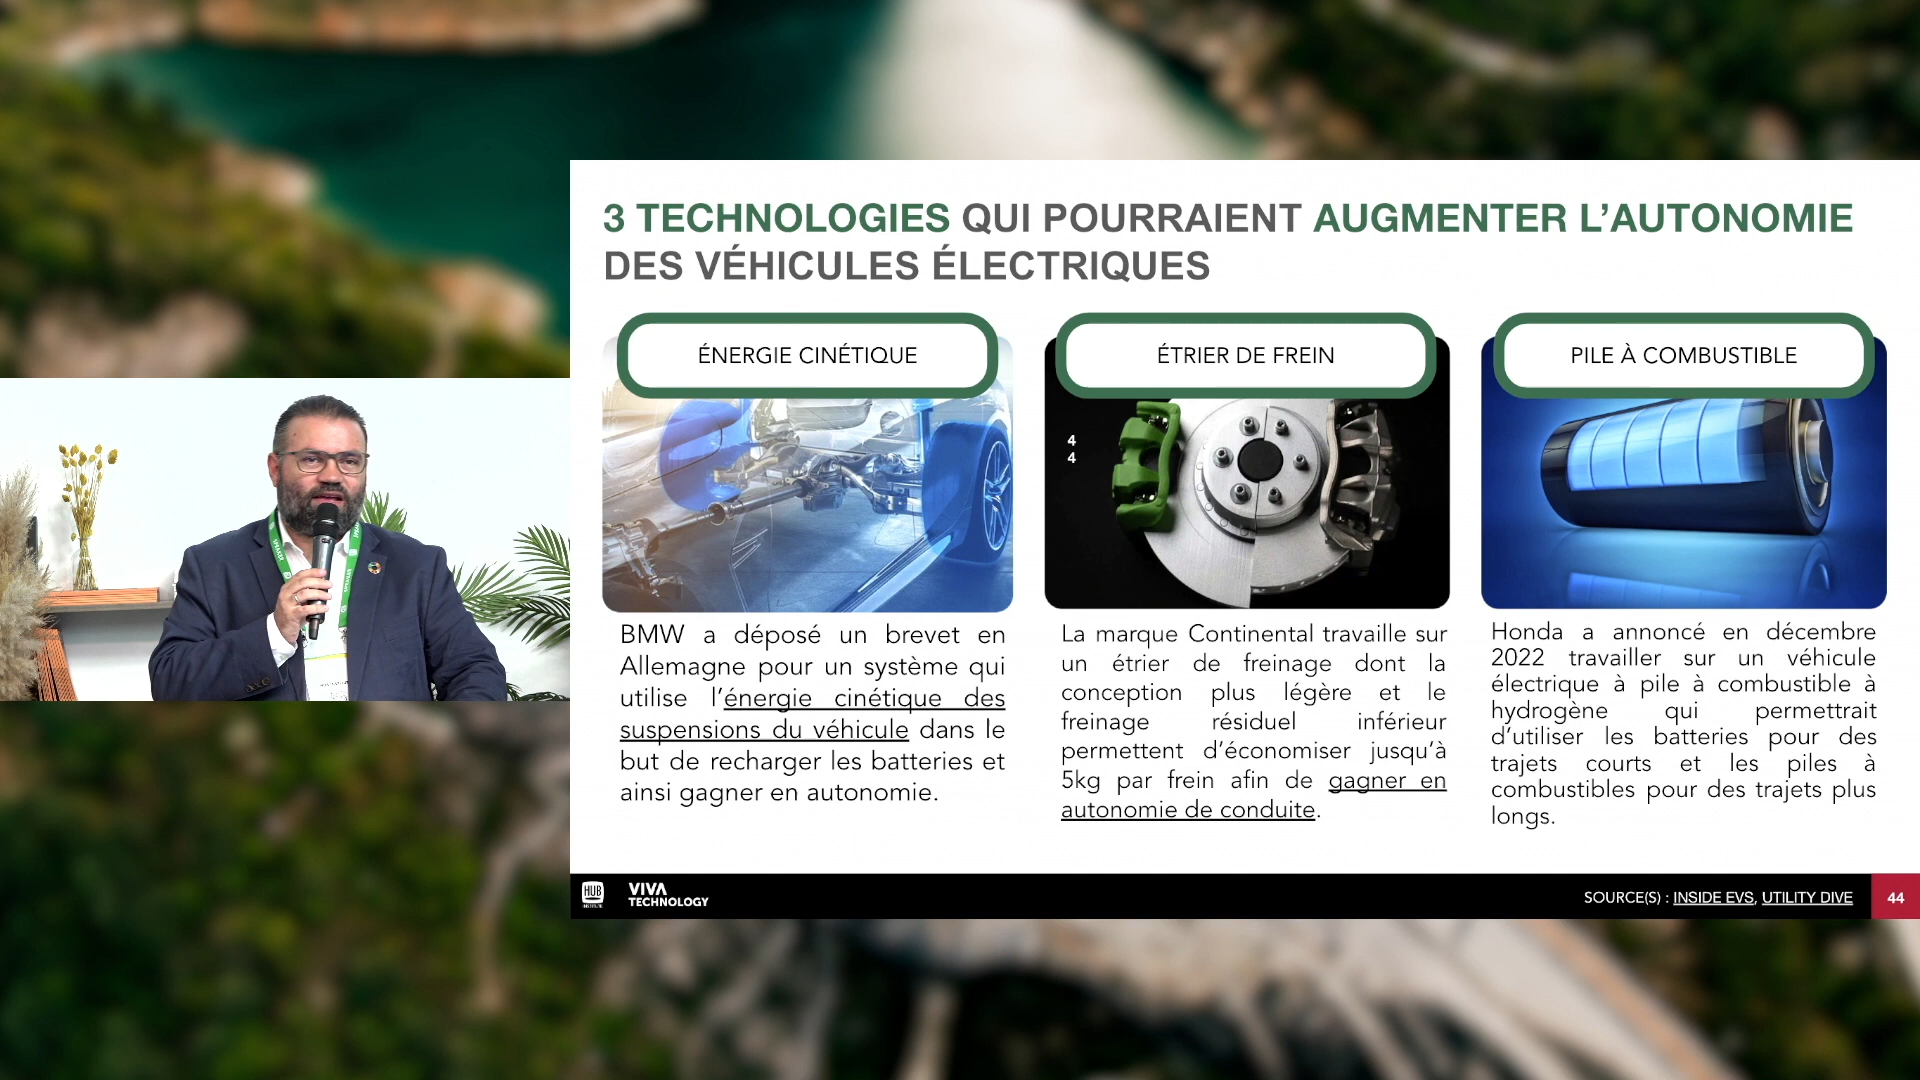 3 TECHNOLOGIES QUI POURRAIENT AUGMENTER L’AUTONOMIE
DES VÉHICULES ÉLECTRIQUES
ÉNERGIE CINÉTIQUE
BMW a déposé un brevet en
Allemagne pour un système qui
utilise l’énergie cinétique des
suspensions du véhicule dans le
but de recharger les batteries et
ainsi gagner en autonomie.
ÉTRIER DE FREIN
4
4
La marque Continental travaille sur
un étrier de freinage dont la
conception plus légère et le
freinage résiduel inférieur
permettent d’économiser jusqu’à
5kg par frein afin de gagner en
autonomie de conduite.
PILE À COMBUSTIBLE
Honda a annoncé en décembre
2022 travailler sur un véhicule
électrique à pile à combustible à
hydrogène qui permettrait
d’utiliser les batteries pour des
trajets courts et les piles à
combustibles pour des trajets plus
longs.
HUB
INSTITUTE
VIVA
TECHNOLOGY
SOURCE(S) : INSIDE EVS, UTILITY DIVE
44